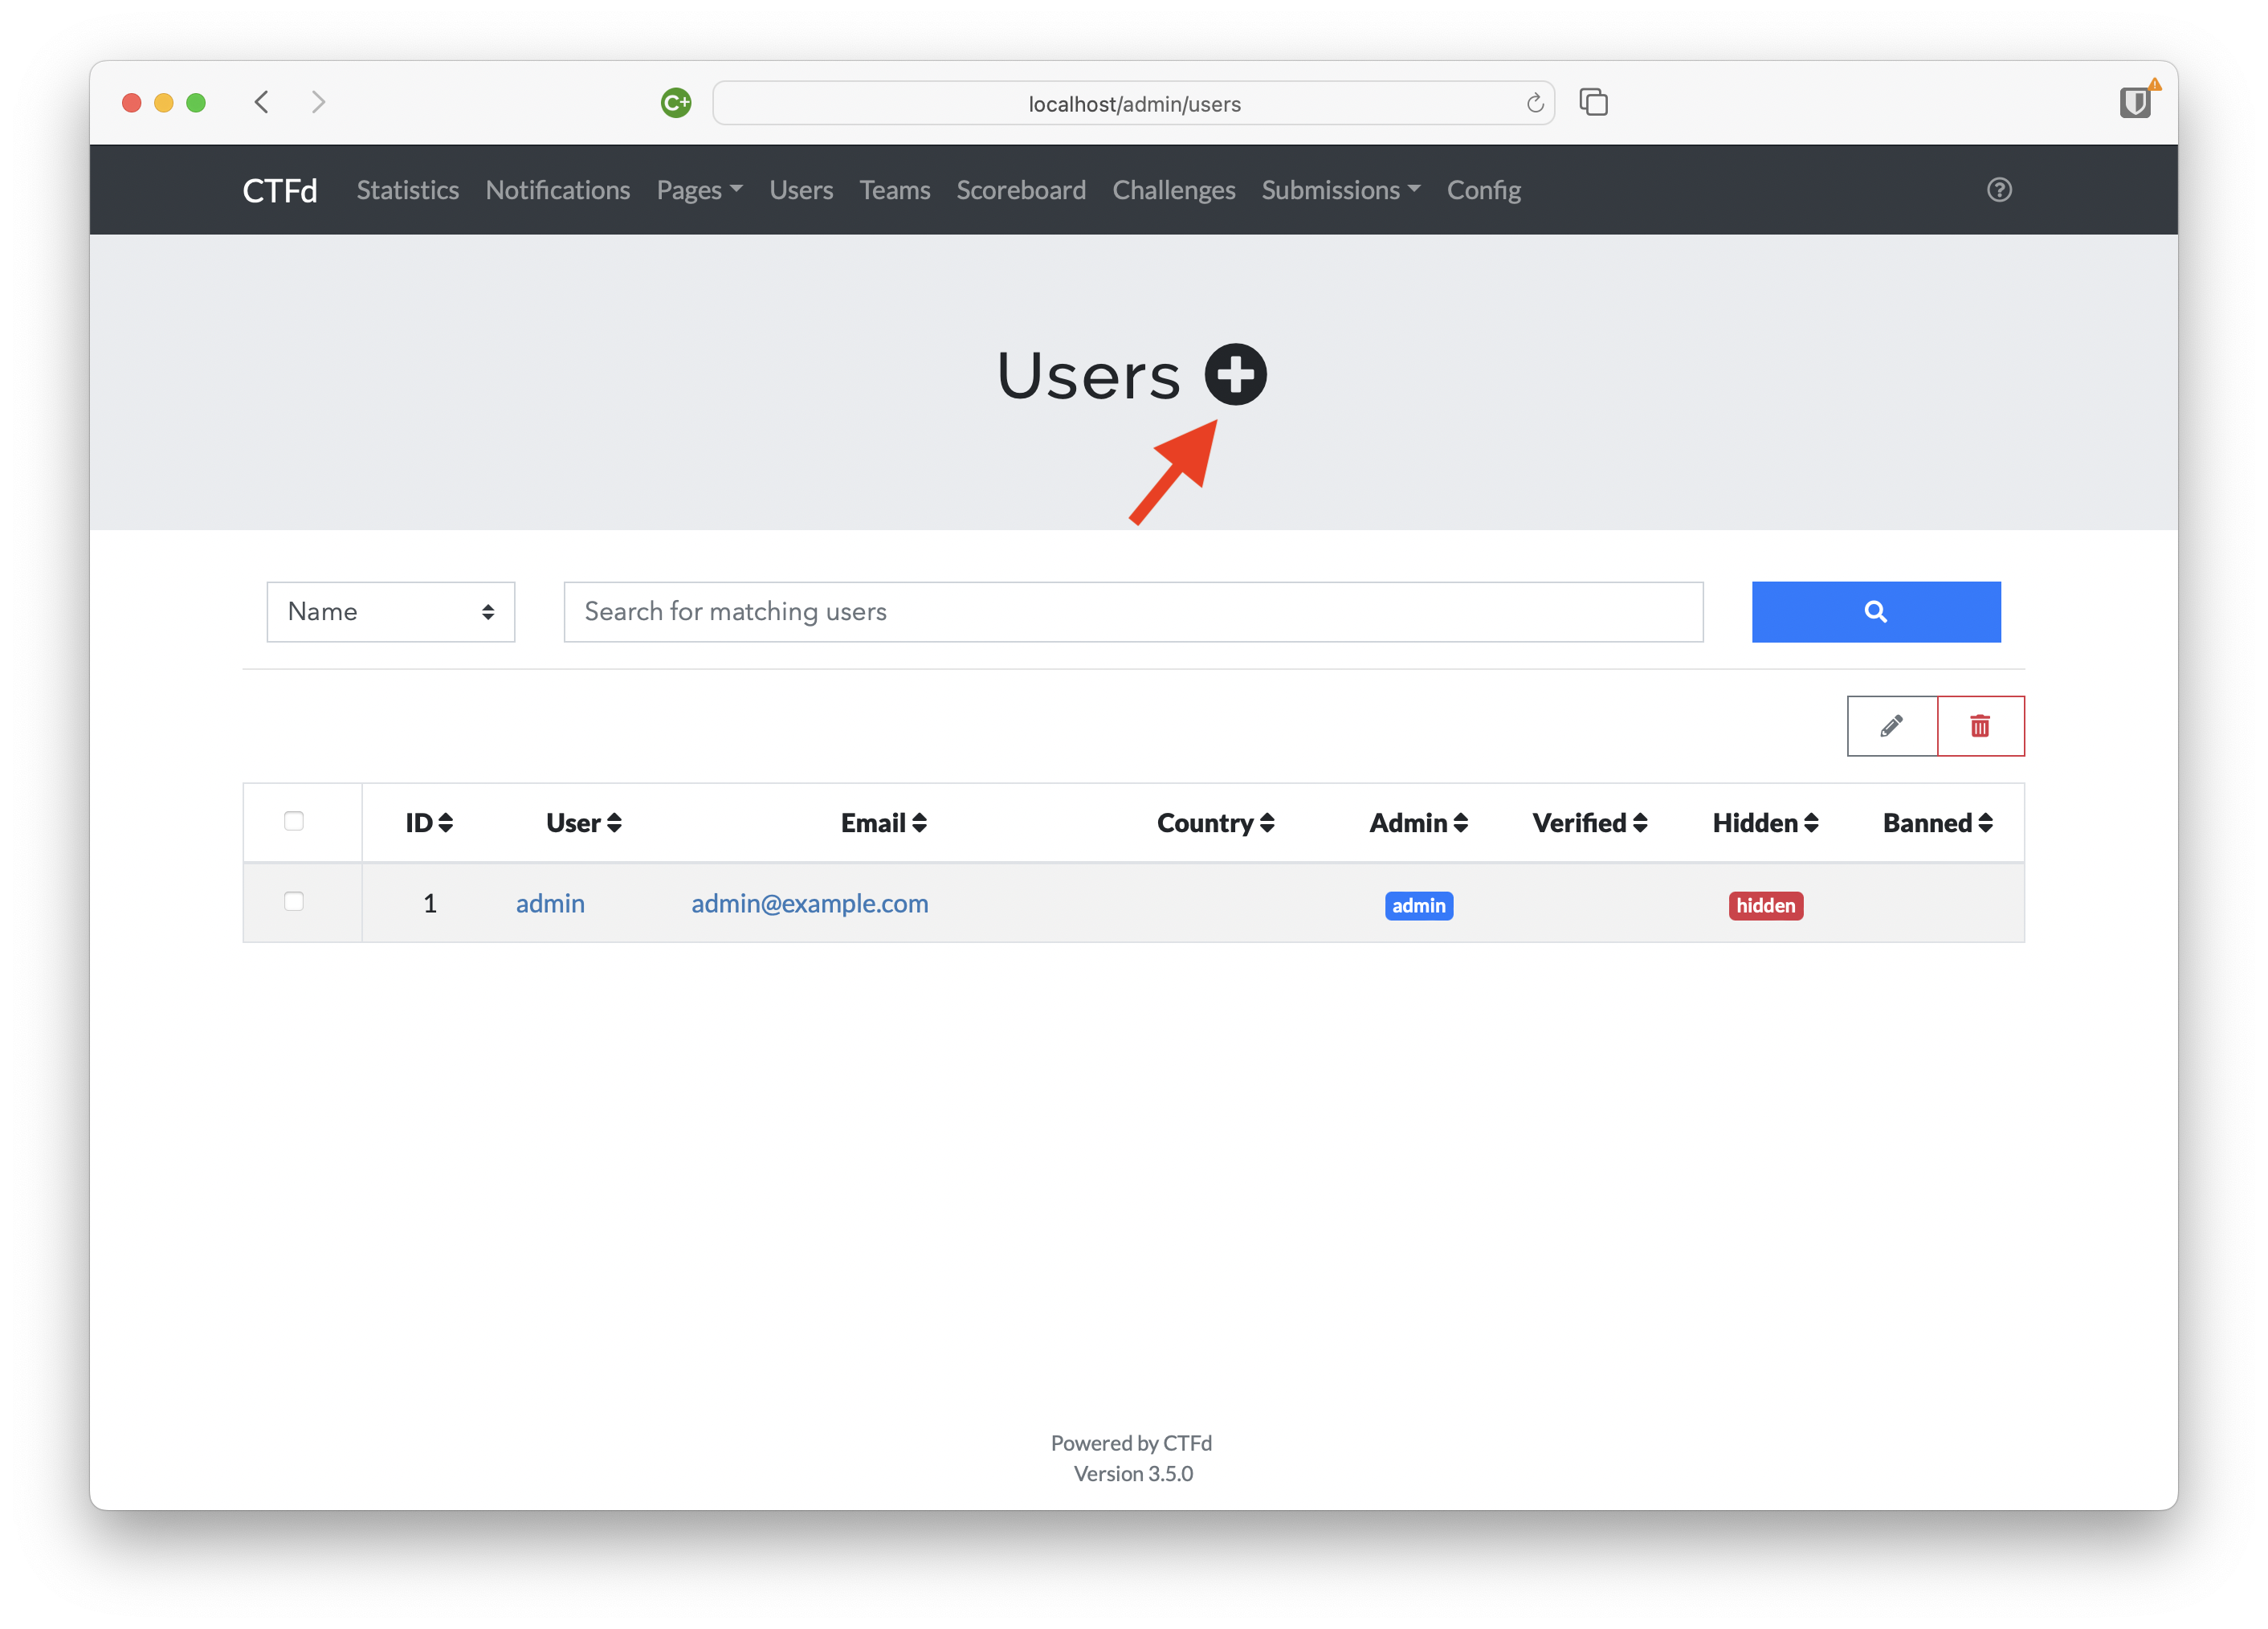 C+
localhost/admin/users
CTFd Statistics Notifications Pages Users Teams Scoreboard Challenges Submissions Config
Users
Name Search for matching users
ID User Email Country Admin Verified Hidden Banned
1 admin admin@example.com admin hidden
Powered by CTFd
Version 3.5.0